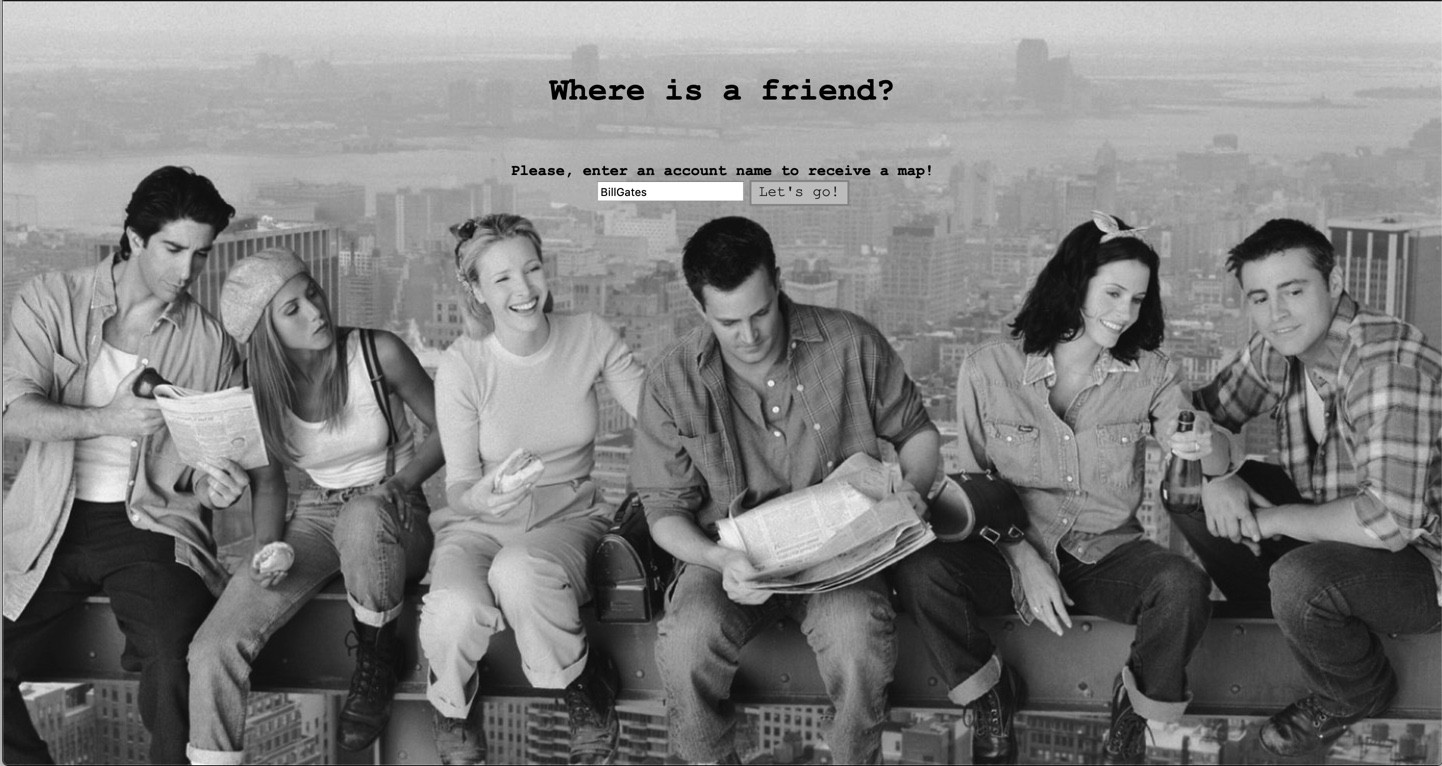 Where is a friend?
Please, enter an account name to receive a map!
BillGates Let's go!